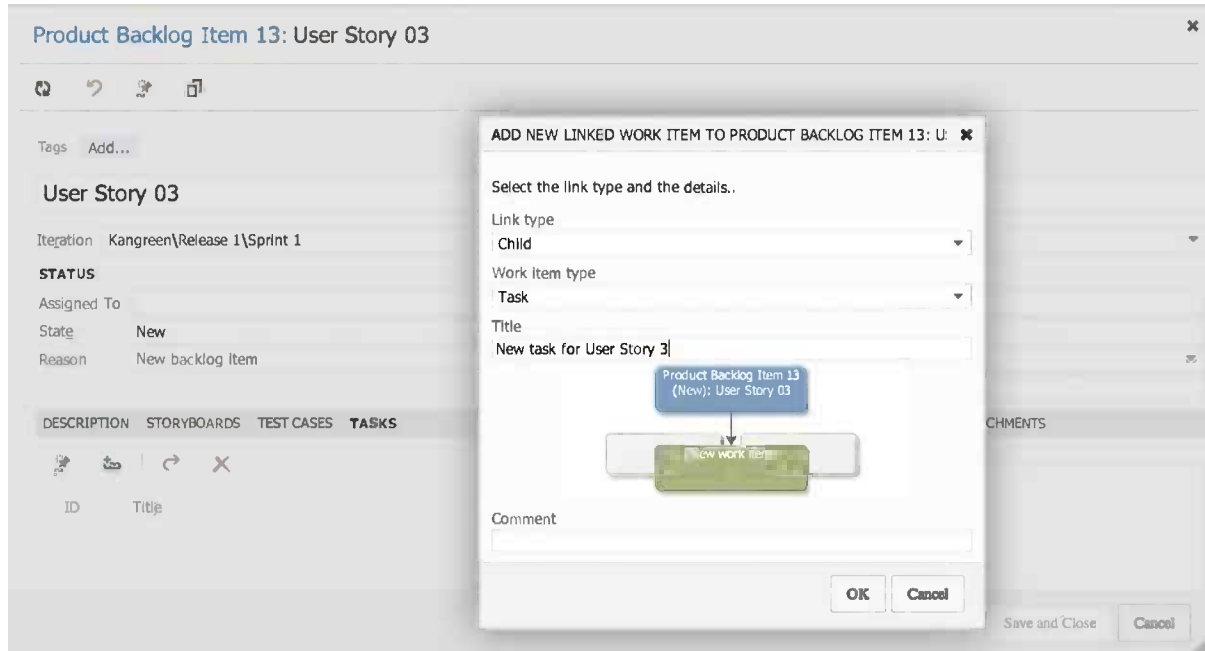 Product Backlog Item 13: User Story 03
Tags Add...
User Story 03
Iteration Kangreen\Release 1\Sprint 1
STATUS
Assigned To
State New
Reason New backlog item
DESCRIPTION STORYBOARDS TEST CASES TASKS
ID Title
ADD NEW LINKED WORK ITEM TO PRODUCT BACKLOG ITEM 13: U
Select the link type and the details..
Link type
Child
Work item type
Task
Title
New task for User Story 3
Product Backlog Item 13
(New): User Story 03
New work item
Comment
OK Cancel
CHMENTS
Save and Close Cancel